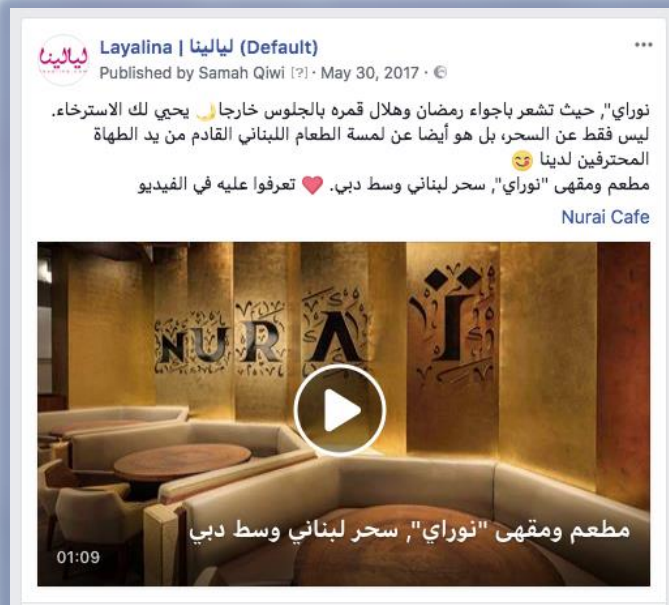 ليالينا
Layalina | ليالينا (Default)
Published by Samah Qiwi [?] · May 30, 2017 ·
نوراي", حيث تشعر باجواء رمضان وهلال قمره بالجلوس خارجا🌙 يحيي لك الاسترخاء.
ليس فقط عن السحر، بل هو أيضا عن لمسة الطعام اللبناني القادم من يد الطهاة
المحترفين لدينا 😋
مطعم ومقهى "نوراي", سحر لبناني وسط دبي. ❤️ تعرفوا عليه في الفيديو
Nurai Cafe
NURAÏ
مطعم ومقهى "نوراي", سحر لبناني وسط دبي
01:09